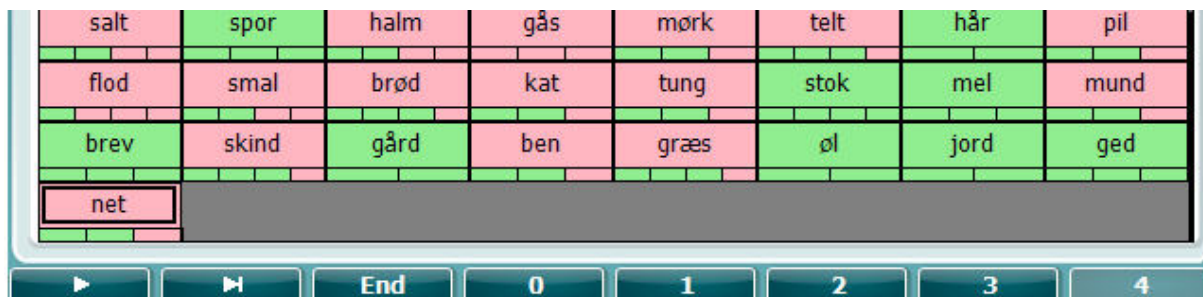 salt spor halm gås mørk telt hår pil
flod smal brød kat tung stok mel mund
brev skind gård ben græs øl jord ged
net
End 0 1 2 3 4